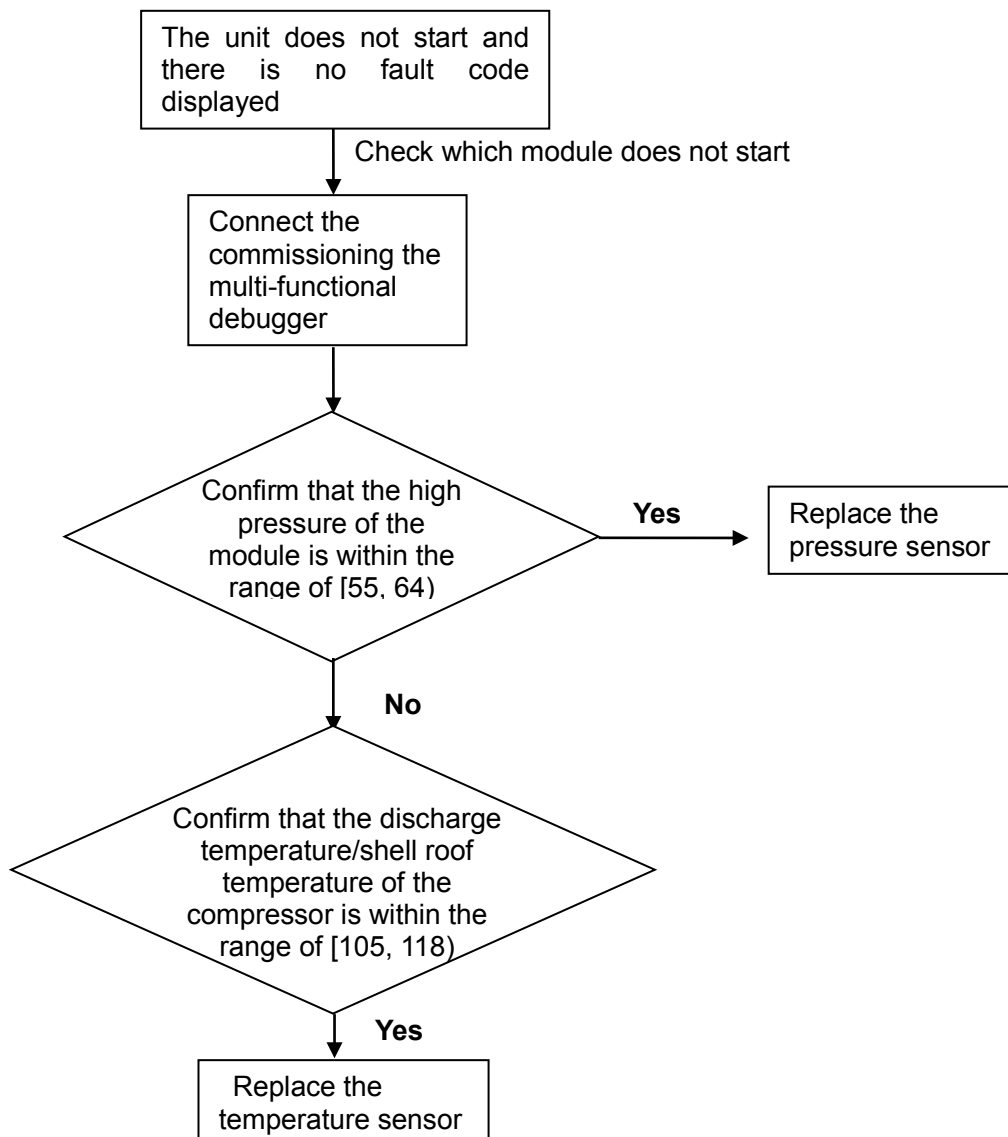 The unit does not start and
there is no fault code
displayed
Check which module does not start
Connect the
commissioning the
multi-functional
debugger
Confirm that the high
pressure of the
module is within the
range of [55, 64)
Yes
Replace the
pressure sensor
No
Confirm that the discharge
temperature/shell roof
temperature of the
compressor is within the
range of [105, 118)
Yes
Replace the
temperature sensor